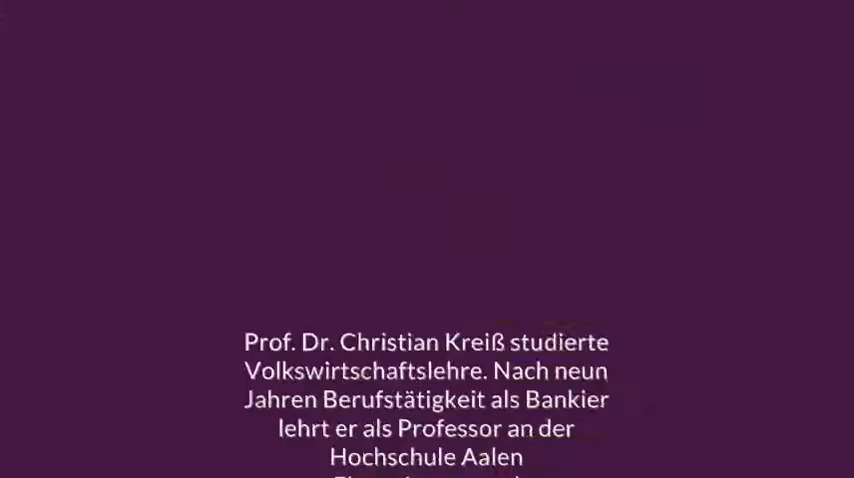 Prof. Dr. Christian Kreiß studierte
Volkswirtschaftslehre. Nach neun
Jahren Berufstätigkeit als Bankier
lehrt er als Professor an der
Hochschule Aalen